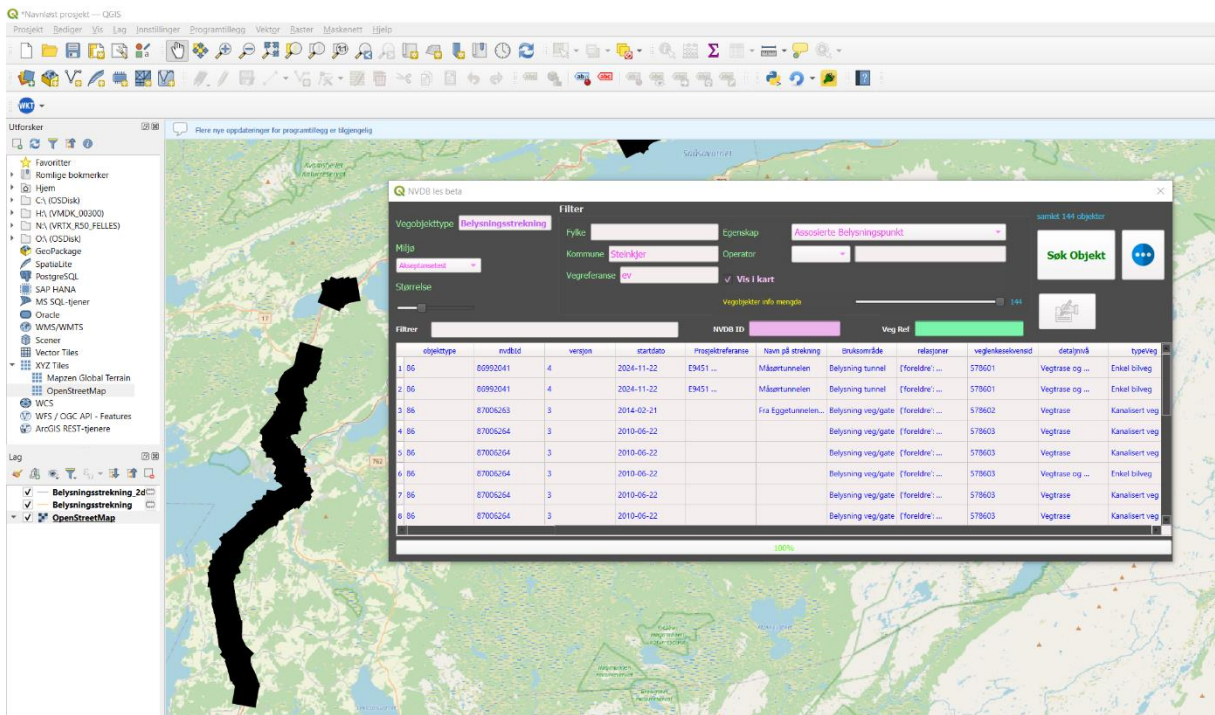 *Navnløst prosjekt — QGIS
Prosjekt Rediger Vis Lag Innstillinger Programtillegg Vektor Raster Maskenett Hjelp
WKT
Utforsker
Flere nye oppdateringer for programtillegg er tilgjengelig
Favoritter
Romlige bokmerker
Hjem
C:\ (OSDisk)
H:\ (VMDK_00300)
N:\ (VRTX_R50_FELLES)
O:\ (OSDisk)
GeoPackage
SpatiaLite
PostgreSQL
SAP HANA
MS SQL-tjener
Oracle
WMS/WMTS
Scener
Vector Tiles
XYZ Tiles
Mapzen Global Terrain
OpenStreetMap
WCS
WFS / OGC API - Features
ArcGIS REST-tjenere
Lag
Belysningsstrekning_2d
Belysningsstrekning
OpenStreetMap
17
762
NVDB les beta
Filter
samlet 144 objekter
Vegobjekttype Belysningsstrekning
Fylke
Egenskap Assosierte Belysningspunkt
Miljø
Kommune Steinkjer
Operator
Søk Objekt
Akseptansetest
Vegreferanse ev
Vis i kart
Størrelse
Vegobjekter info mengde 144
Filtrer
NVDB ID
Veg Ref
objekttype nvdbId versjon startdato Prosjektreferanse Navn på strekning Bruksområde relasjoner veglenkesekvensid detaljnivå typeVeg
1 86 86992041 4 2024-11-22 E9451 ... Måsørtunnelen Belysning tunnel {'foreldre': ... 578601 Vegtrase og ... Enkel bilveg
2 86 86992041 4 2024-11-22 E9451 ... Måsørtunnelen Belysning tunnel {'foreldre': ... 578601 Vegtrase og ... Enkel bilveg
3 86 87006263 3 2014-02-21 Fra Eggetunnelen... Belysning veg/gate {'foreldre': ... 578602 Vegtrase Kanalisert veg
4 86 87006264 3 2010-06-22 Belysning veg/gate {'foreldre': ... 578603 Vegtrase Kanalisert veg
5 86 87006264 3 2010-06-22 Belysning veg/gate {'foreldre': ... 578603 Vegtrase Kanalisert veg
6 86 87006264 3 2010-06-22 Belysning veg/gate {'foreldre': ... 578603 Vegtrase og ... Enkel bilveg
7 86 87006264 3 2010-06-22 Belysning veg/gate {'foreldre': ... 578603 Vegtrase Kanalisert veg
8 86 87006264 3 2010-06-22 Belysning veg/gate {'foreldre': ... 578603 Vegtrase Kanalisert veg
100%